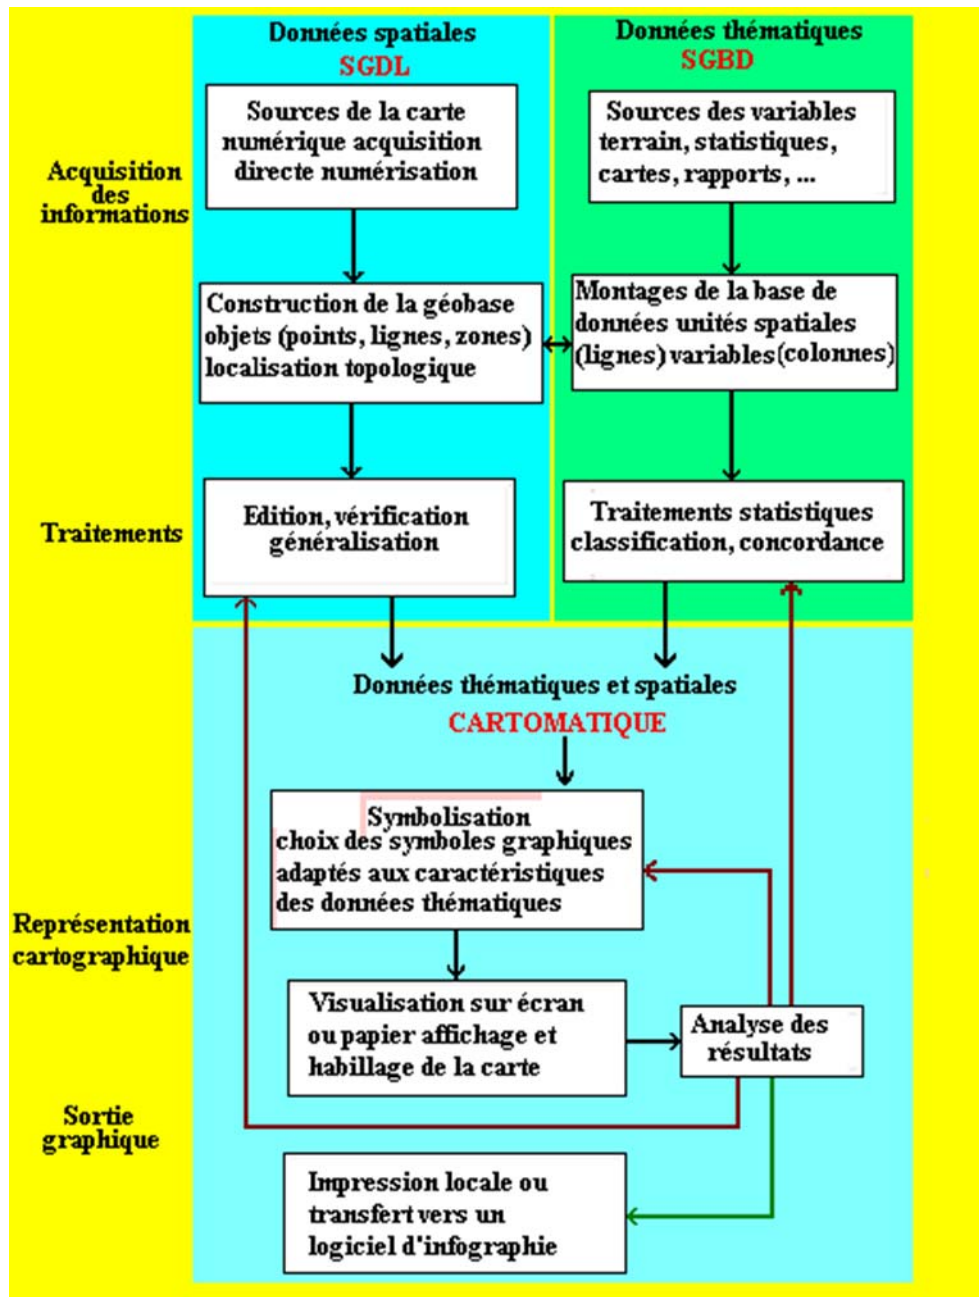 Données spatiales
SGDL
Données thématiques
SGBD
Acquisition
des
informations
Sources de la carte
numérique acquisition
directe numérisation
Sources des variables
terrain, statistiques,
cartes, rapports, ...
Construction de la géobase
objets (points, lignes, zones)
localisation topologique
Montages de la base de
données unités spatiales
(lignes) variables (colonnes)
Traitements
Edition, vérification
généralisation
Traitements statistiques
classification, concordance
Données thématiques et spatiales
CARTOMATIQUE
Représentation
cartographique
Symbolisation
choix des symboles graphiques
adaptés aux caractéristiques
des données thématiques
Visualisation sur écran
ou papier affichage et
habillage de la carte
Analyse des
résultats
Sortie
graphique
Impression locale ou
transfert vers un
logiciel d'infographie